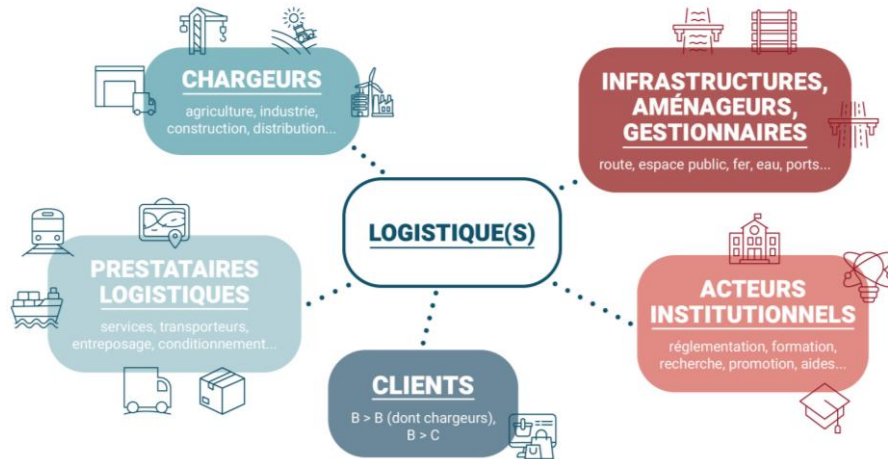 CHARGEURS
agriculture, industrie,
construction, distribution...
INFRASTRUCTURES,
AMÉNAGEURS,
GESTIONNAIRES
route, espace public, fer, eau, ports...
LOGISTIQUE(S)
PRESTATAIRES
LOGISTIQUES
services, transporteurs,
entreposage, conditionnement...
ACTEURS
INSTITUTIONNELS
réglementation, formation,
recherche, promotion, aides...
CLIENTS
B > B (dont chargeurs),
B > C